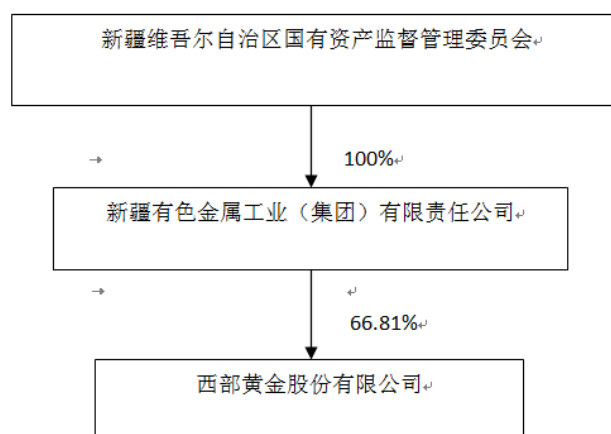 新疆维吾尔自治区国有资产监督管理委员会
100%
新疆有色金属工业（集团）有限责任公司
66.81%
西部黄金股份有限公司